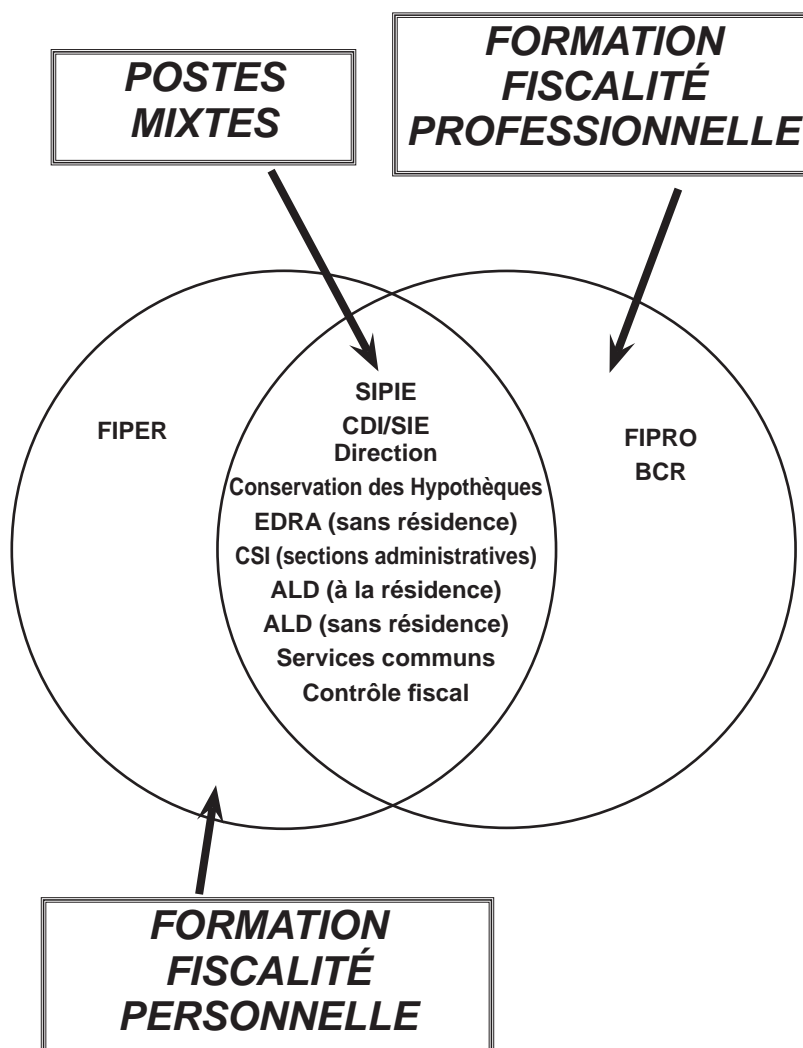 POSTES
MIXTES
FORMATION
FISCALITÉ
PROFESSIONNELLE
FIPER
SIPIE
CDI/SIE
Direction
Conservation des Hypothèques
EDRA (sans résidence)
CSI (sections administratives)
ALD (à la résidence)
ALD (sans résidence)
Services communs
Contrôle fiscal
FIPRO
BCR
FORMATION
FISCALITÉ
PERSONNELLE